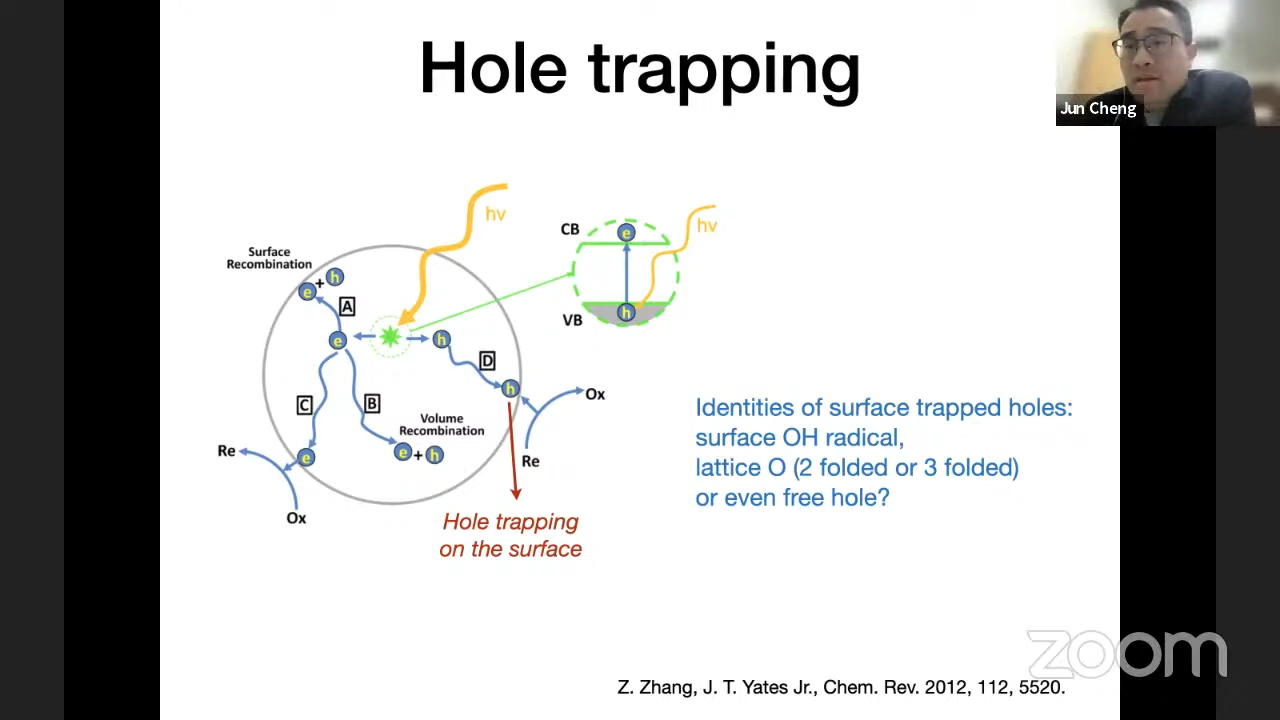 Hole trapping
Jun Cheng
hν
CB
e
hν
Surface
Recombination
e + h
A
VB
h
e
h
D
C
B
h
Ox
Volume
Recombination
Re
e
e + h
Re
Ox
Identities of surface trapped holes:
surface OH radical,
lattice O (2 folded or 3 folded)
or even free hole?
Hole trapping
on the surface
zoom
Z. Zhang, J. T. Yates Jr., Chem. Rev. 2012, 112, 5520.